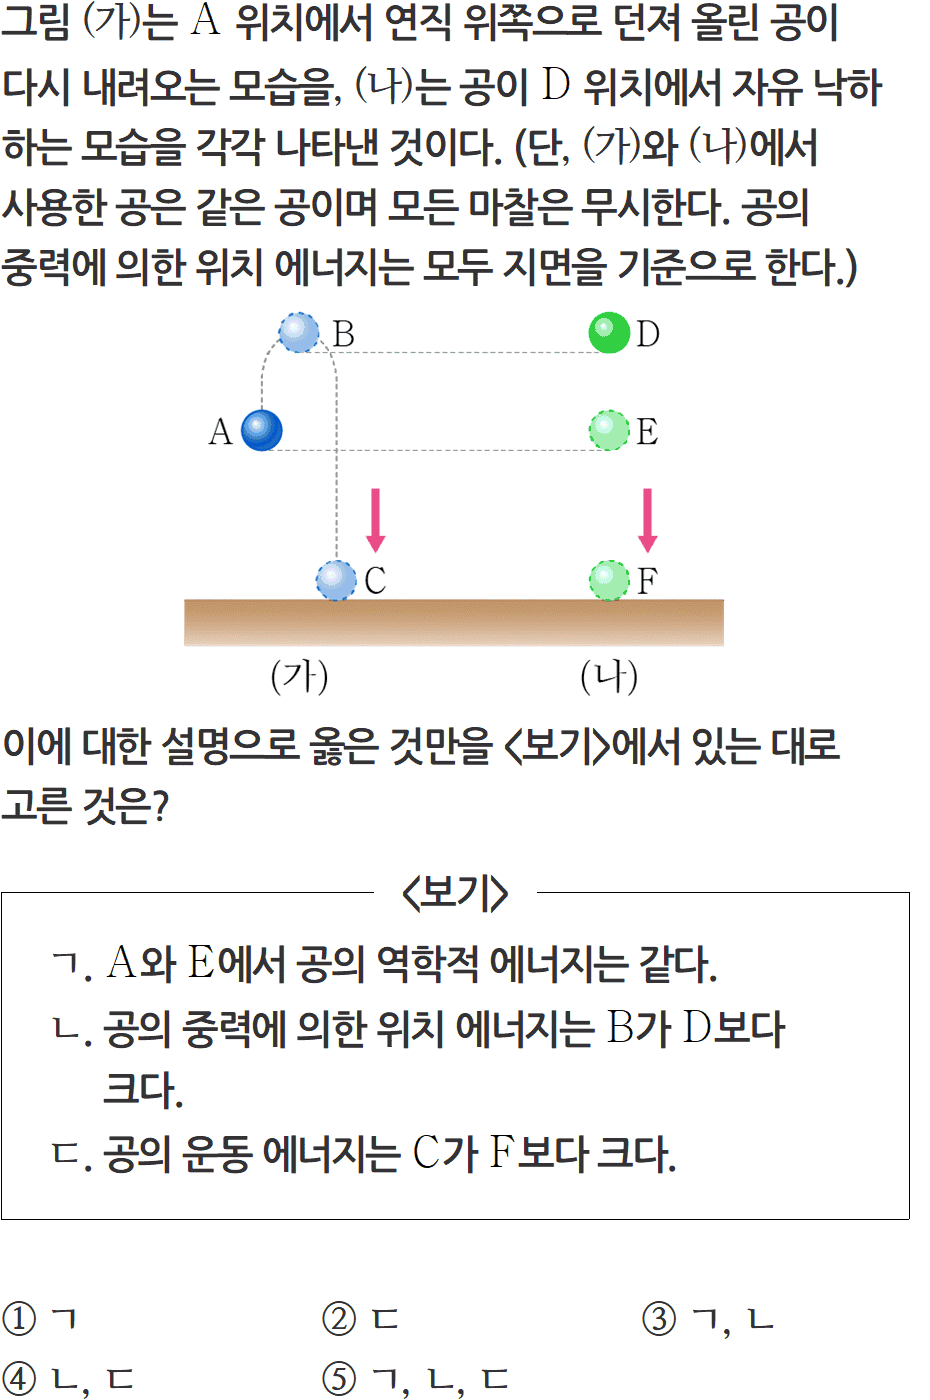 그림 (가)는 A 위치에서 연직 위쪽으로 던져 올린 공이
다시 내려오는 모습을, (나)는 공이 D 위치에서 자유 낙하
하는 모습을 각각 나타낸 것이다. (단, (가)와 (나)에서
사용한 공은 같은 공이며 모든 마찰은 무시한다. 공의
중력에 의한 위치 에너지는 모두 지면을 기준으로 한다.)
B D
A E
C F
(가) (나)
이에 대한 설명으로 옳은 것만을 <보기>에서 있는 대로
고른 것은?
<보기>
ㄱ. A와 E에서 공의 역학적 에너지는 같다.
ㄴ. 공의 중력에 의한 위치 에너지는 B가 D보다
크다.
ㄷ. 공의 운동 에너지는 C가 F보다 크다.
① ㄱ ② ㄷ ③ ㄱ, ㄴ
④ ㄴ, ㄷ ⑤ ㄱ, ㄴ, ㄷ